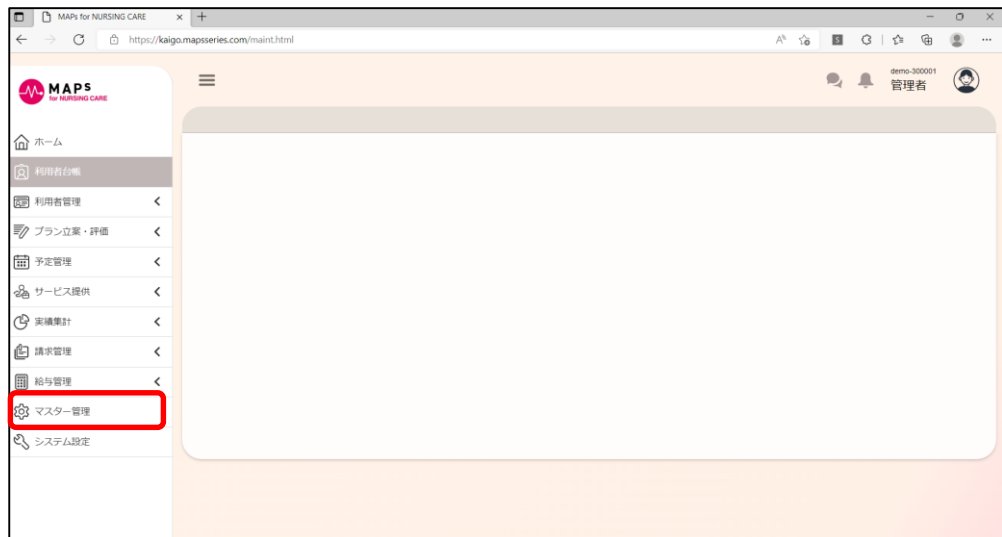 MAPs for NURSING CARE
https://kaigo.mapsseries.com/maint.html
MAPS
for NURSING CARE
demo-300001
管理者
ホーム
利用者台帳
利用者管理
プラン立案・評価
予定管理
サービス提供
実績集計
請求管理
給与管理
マスター管理
システム設定